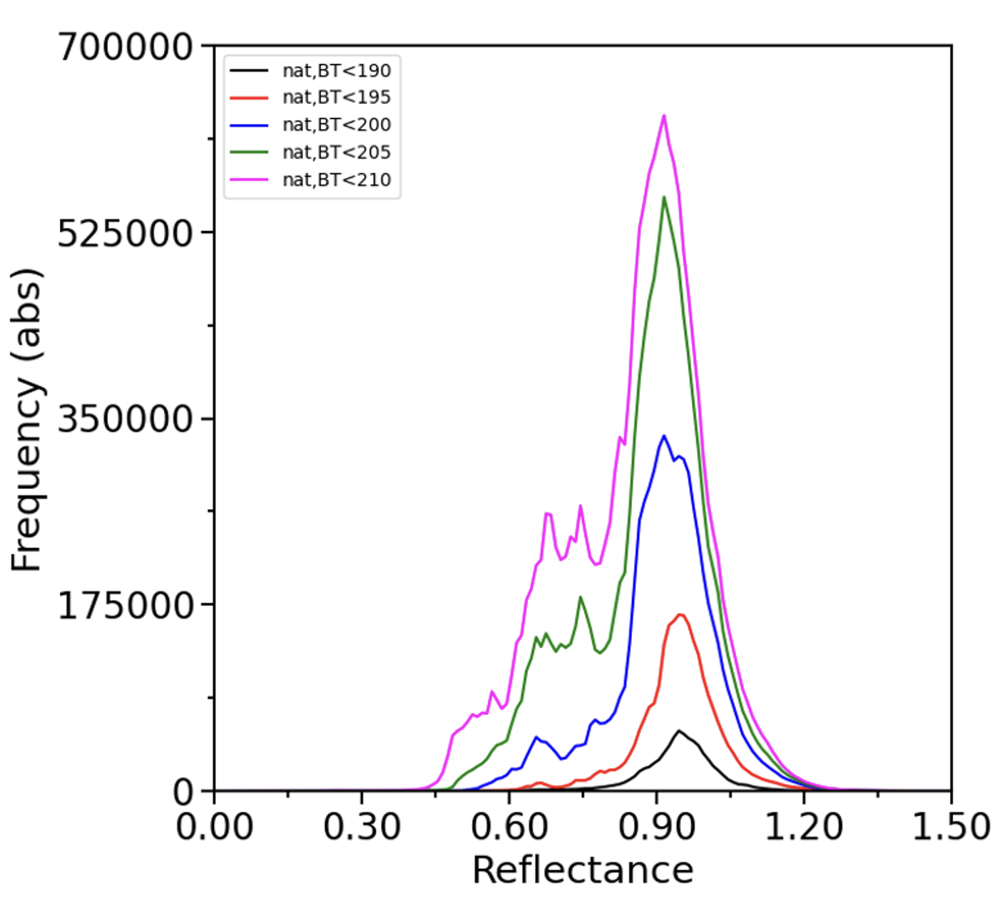 700000
525000
350000
175000
0
Frequency (abs)
nat,BT<190
nat,BT<195
nat,BT<200
nat,BT<205
nat,BT<210
0.00 0.30 0.60 0.90 1.20 1.50
Reflectance